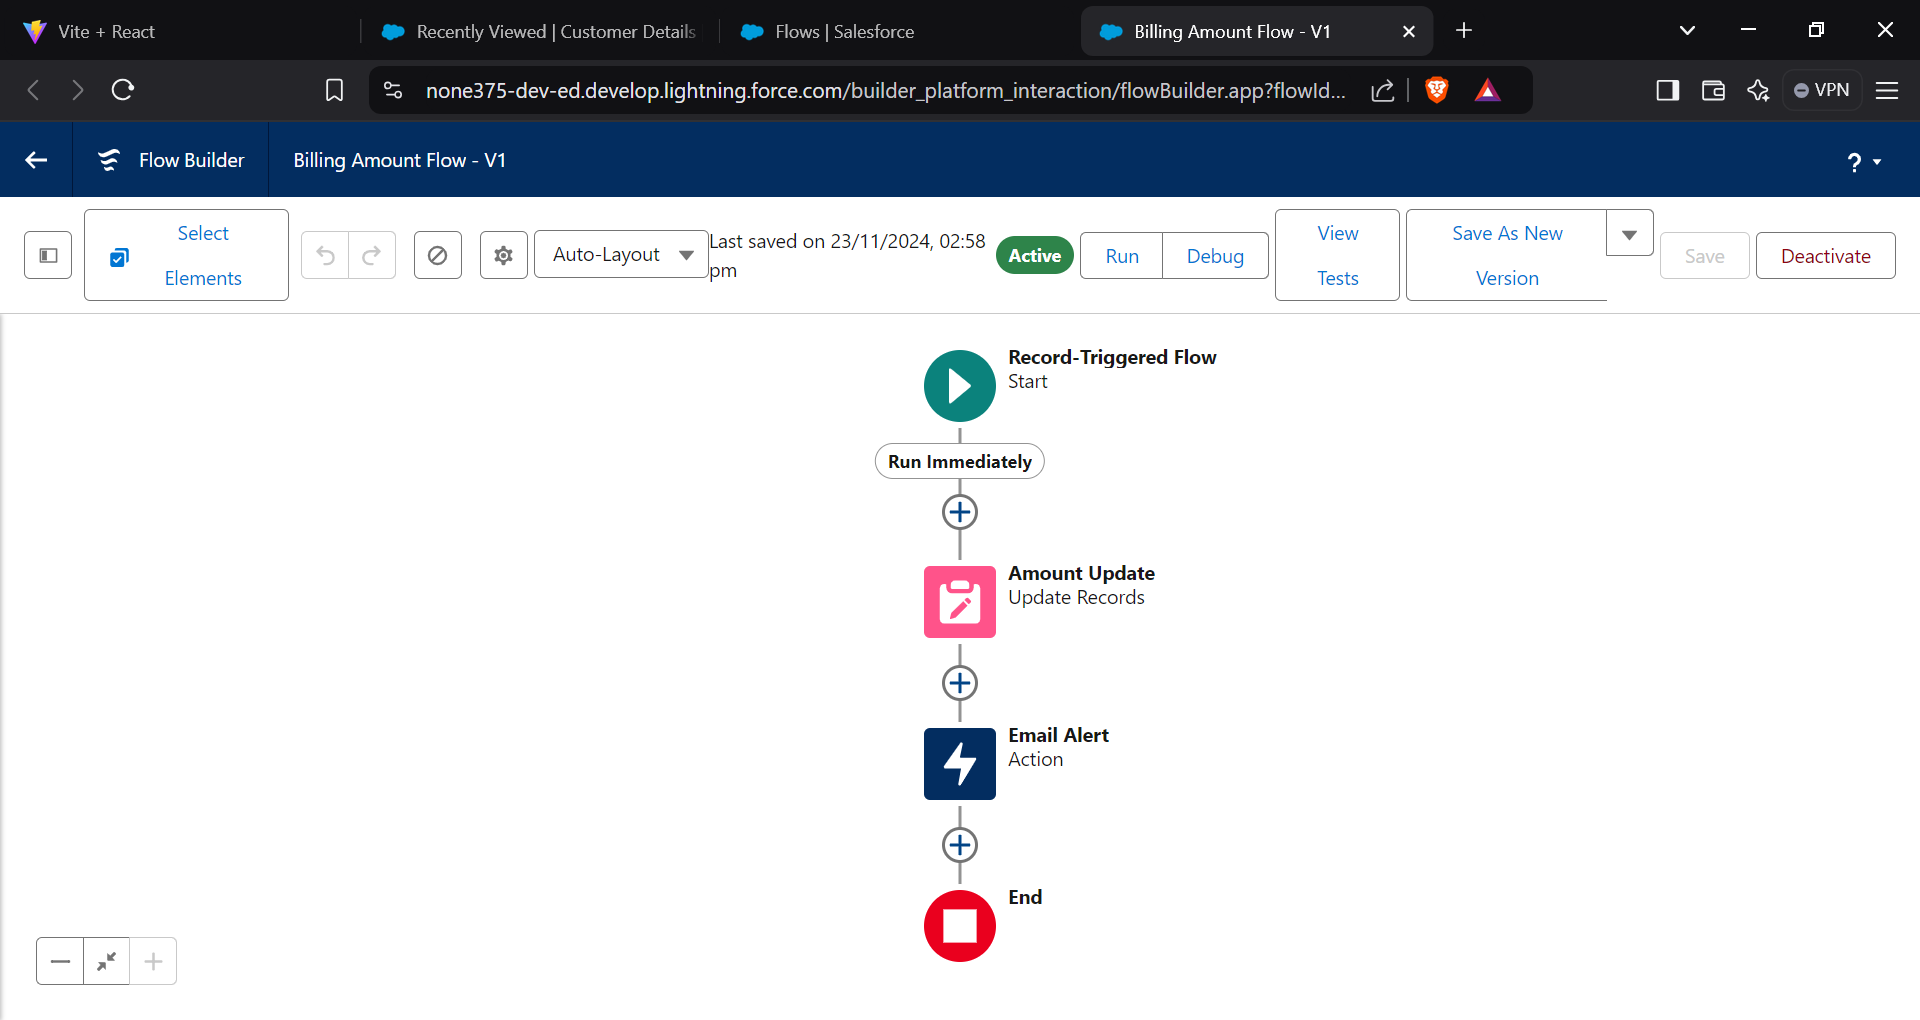 Vite + React
Recently Viewed | Customer Details
Flows | Salesforce
Billing Amount Flow - V1
none375-dev-ed.develop.lightning.force.com/builder_platform_interaction/flowBuilder.app?flowId...
VPN
Flow Builder
Billing Amount Flow - V1
?
Select
Elements
Auto-Layout
Last saved on 23/11/2024, 02:58
pm
Active
Run
Debug
View
Tests
Save As New
Version
Save
Deactivate
Record-Triggered Flow
Start
Run Immediately
Amount Update
Update Records
Email Alert
Action
End